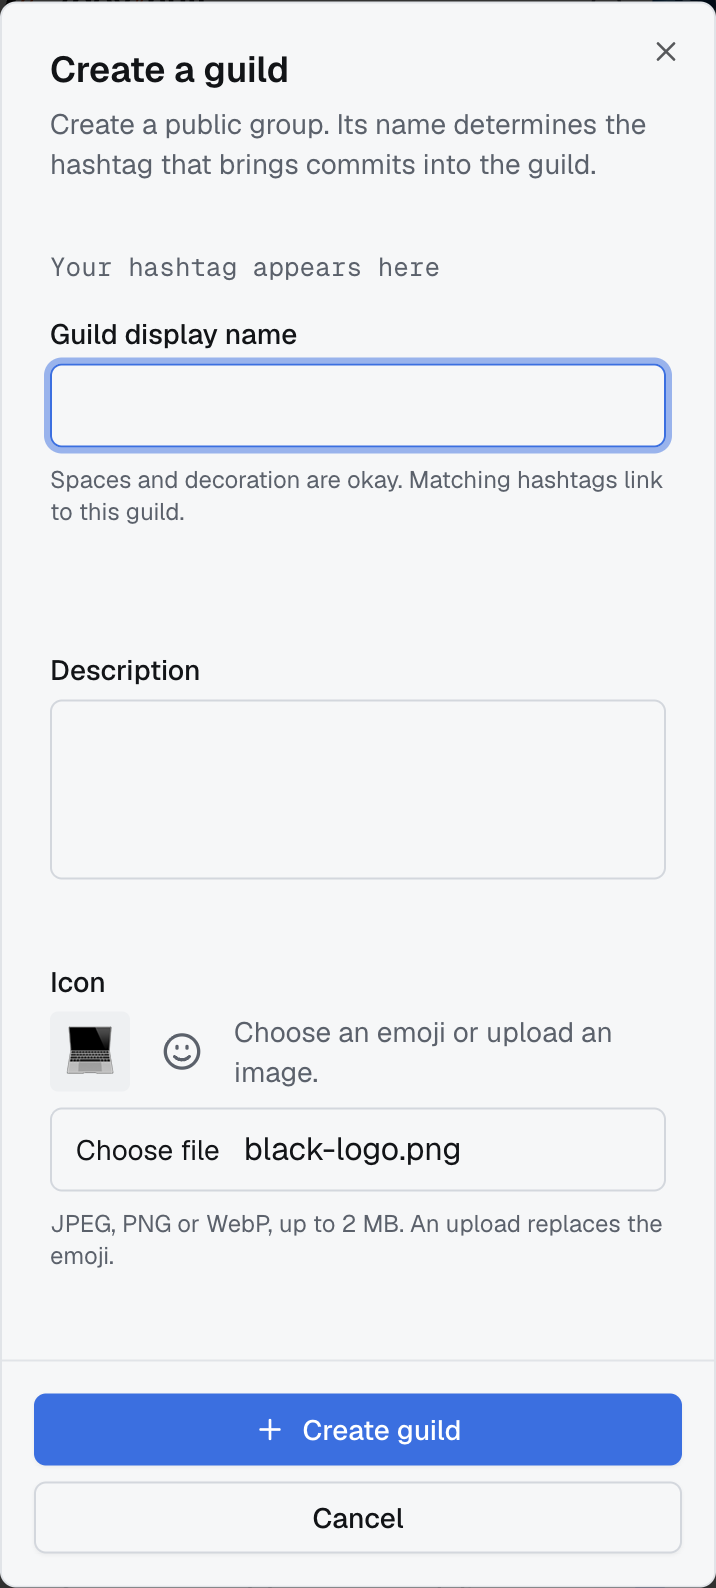 Create a guild
Create a public group. Its name determines the
hashtag that brings commits into the guild.
Your hashtag appears here
Guild display name
Spaces and decoration are okay. Matching hashtags link
to this guild.
Description
Icon
Choose an emoji or upload an
image.
Choose file black-logo.png
JPEG, PNG or WebP, up to 2 MB. An upload replaces the
emoji.
Create guild
Cancel